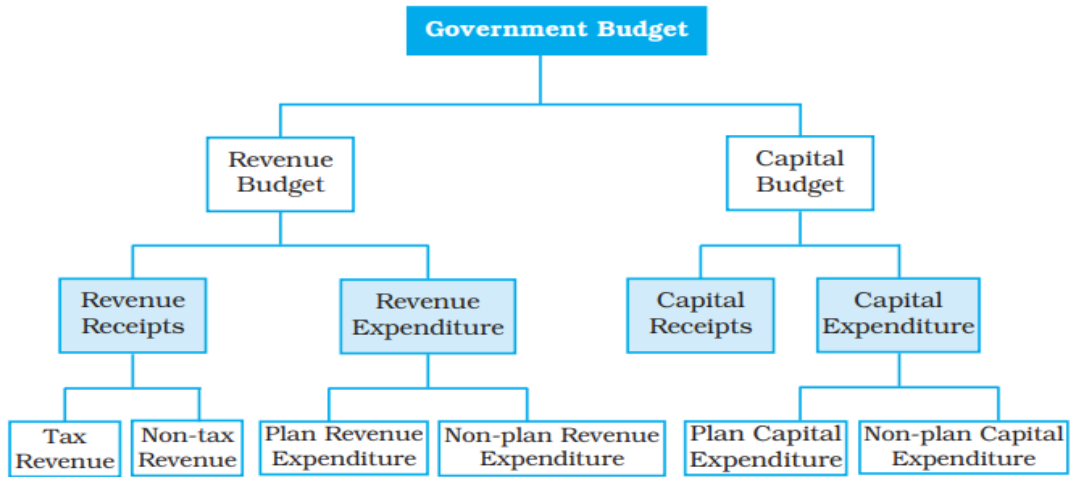 Government Budget
Revenue
Budget
Capital
Budget
Revenue
Receipts
Revenue
Expenditure
Capital
Receipts
Capital
Expenditure
Tax
Revenue
Non-tax
Revenue
Plan Revenue
Expenditure
Non-plan Revenue
Expenditure
Plan Capital
Expenditure
Non-plan Capital
Expenditure